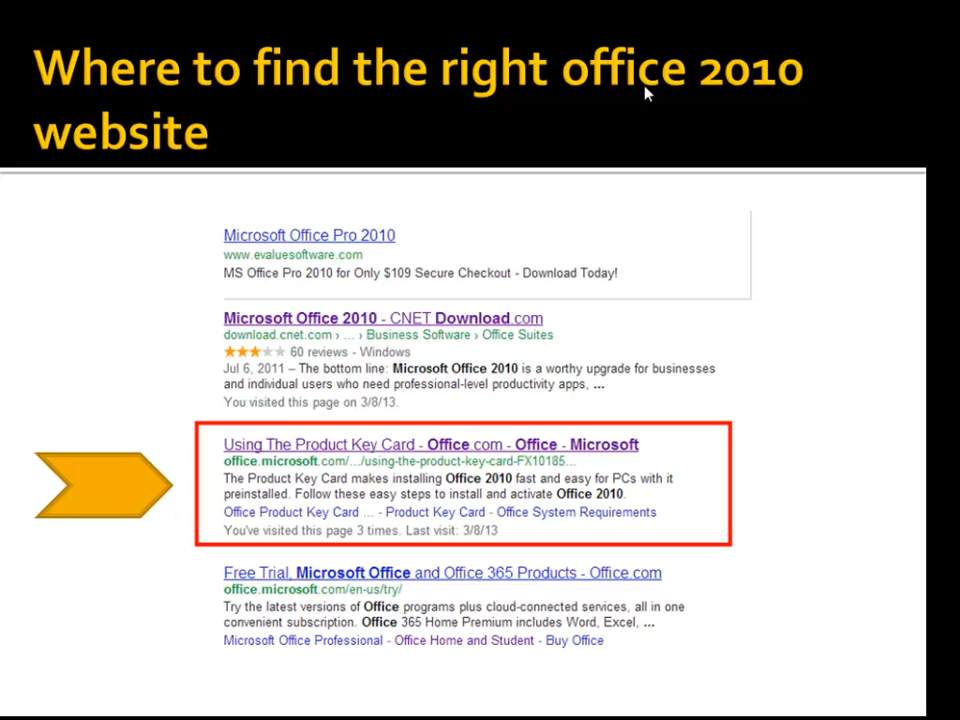 Where to find the right office 2010
website
Microsoft Office Pro 2010
www.evaluesoftware.com
MS Office Pro 2010 for Only $109 Secure Checkout - Download Today!
Microsoft Office 2010 - CNET Download.com
download.cnet.com › ... › Business Software › Office Suites
60 reviews - Windows
Jul 6, 2011 – The bottom line: Microsoft Office 2010 is a worthy upgrade for businesses
and individual users who need professional-level productivity apps, ...
You visited this page on 3/8/13.
Using The Product Key Card - Office.com - Office - Microsoft
office.microsoft.com/.../using-the-product-key-card-FX10185...
The Product Key Card makes installing Office 2010 fast and easy for PCs with it
preinstalled. Follow these easy steps to install and activate Office 2010.
Office Product Key Card ... - Product Key Card - Office System Requirements
You've visited this page 3 times. Last visit: 3/8/13
Free Trial, Microsoft Office and Office 365 Products - Office.com
office.microsoft.com/en-us/try/
Try the latest versions of Office programs plus cloud-connected services, all in one
convenient subscription. Office 365 Home Premium includes Word, Excel, ...
Microsoft Office Professional - Office Home and Student - Buy Office